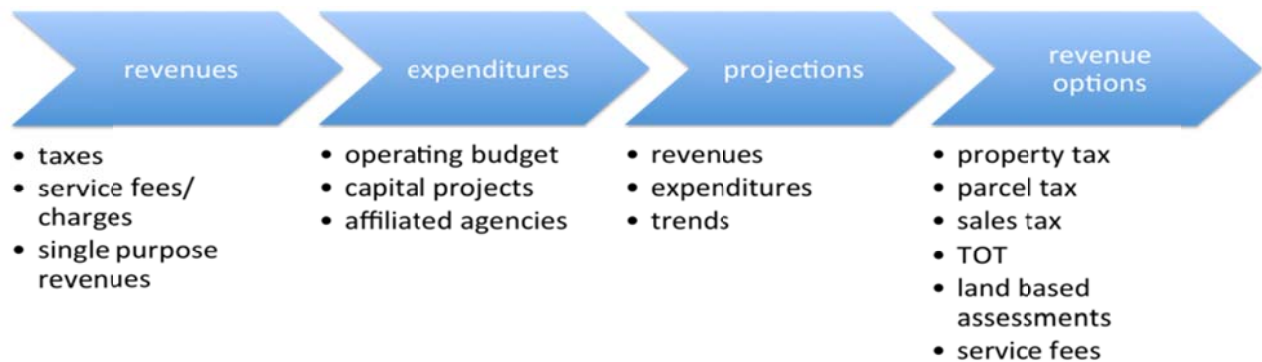 revenues
• taxes
• service fees/
charges
• single purpose
revenues
expenditures
• operating budget
• capital projects
• affiliated agencies
projections
• revenues
• expenditures
• trends
revenue
options
• property tax
• parcel tax
• sales tax
• TOT
• land based
assessments
• service fees